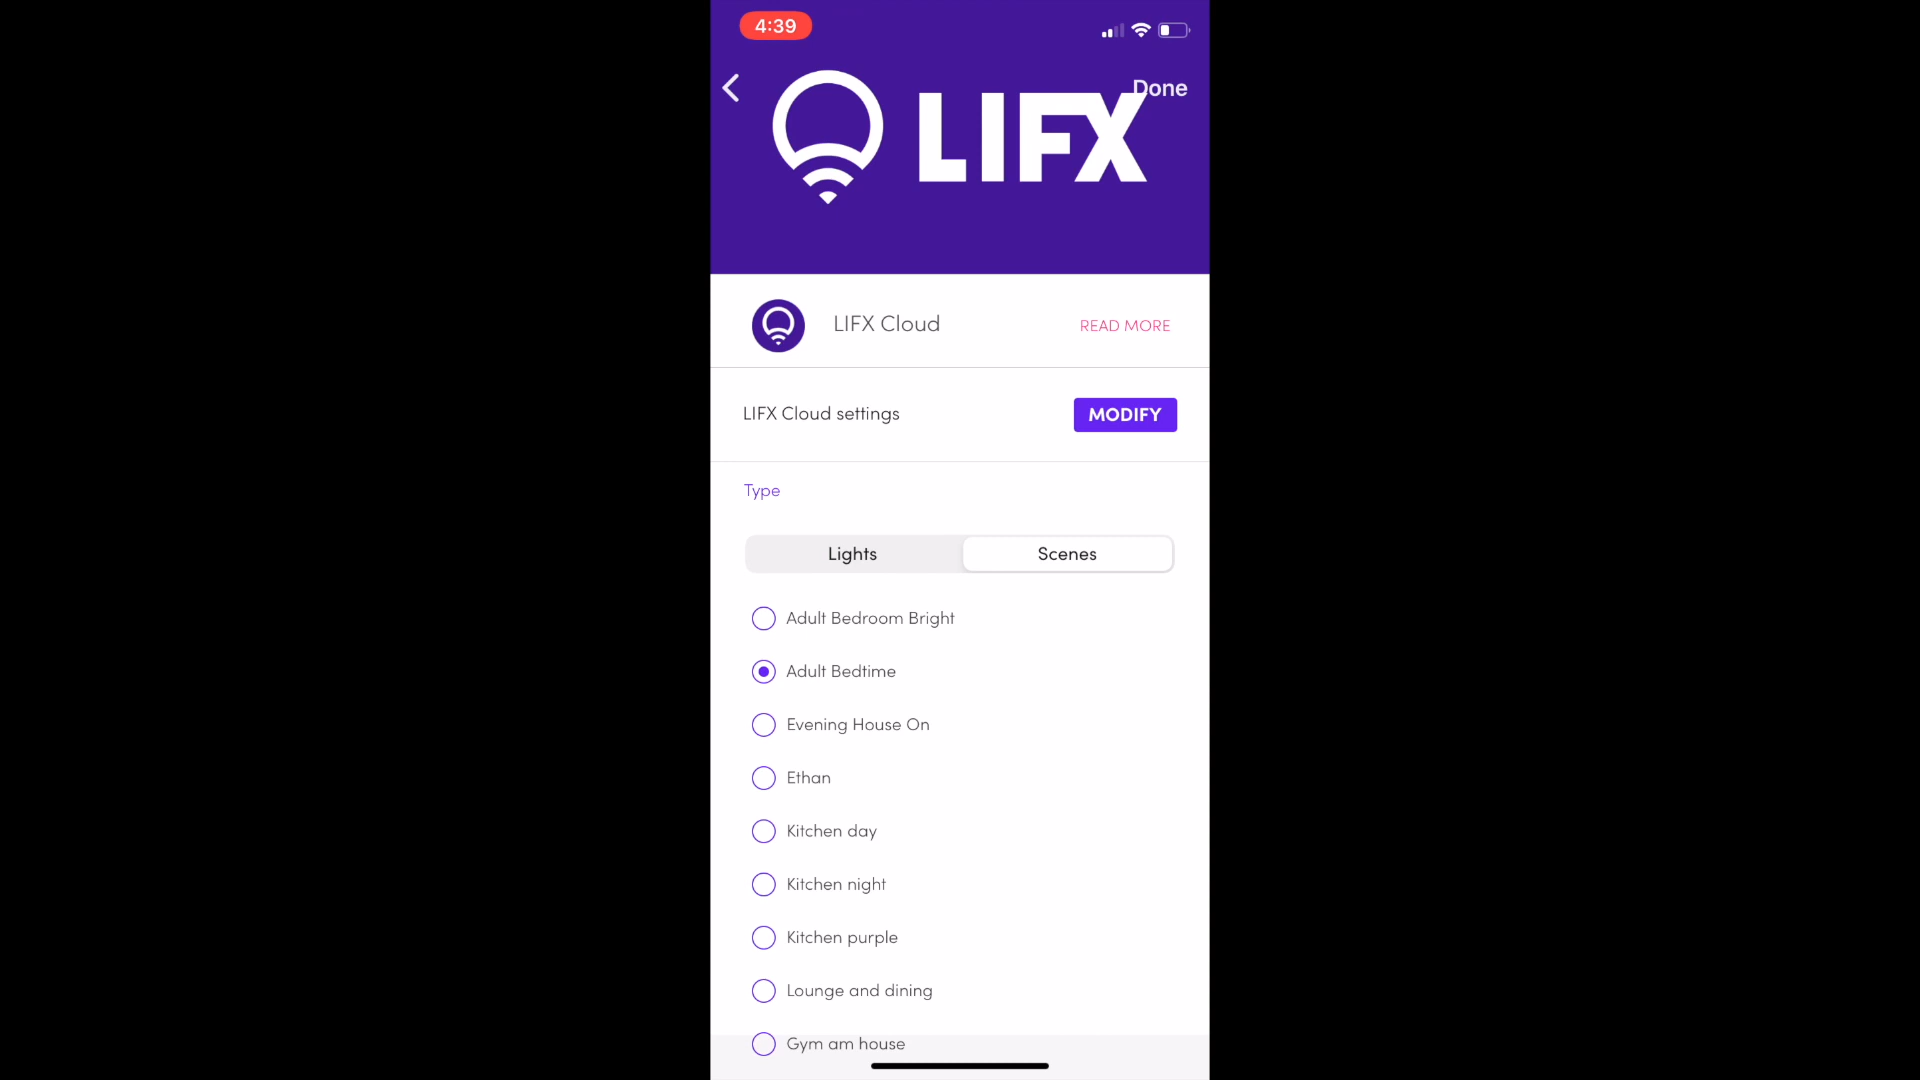 4:39
Done
LIFX
LIFX Cloud
READ MORE
LIFX Cloud settings
MODIFY
Type
Lights
Scenes
Adult Bedroom Bright
Adult Bedtime
Evening House On
Ethan
Kitchen day
Kitchen night
Kitchen purple
Lounge and dining
Gym am house